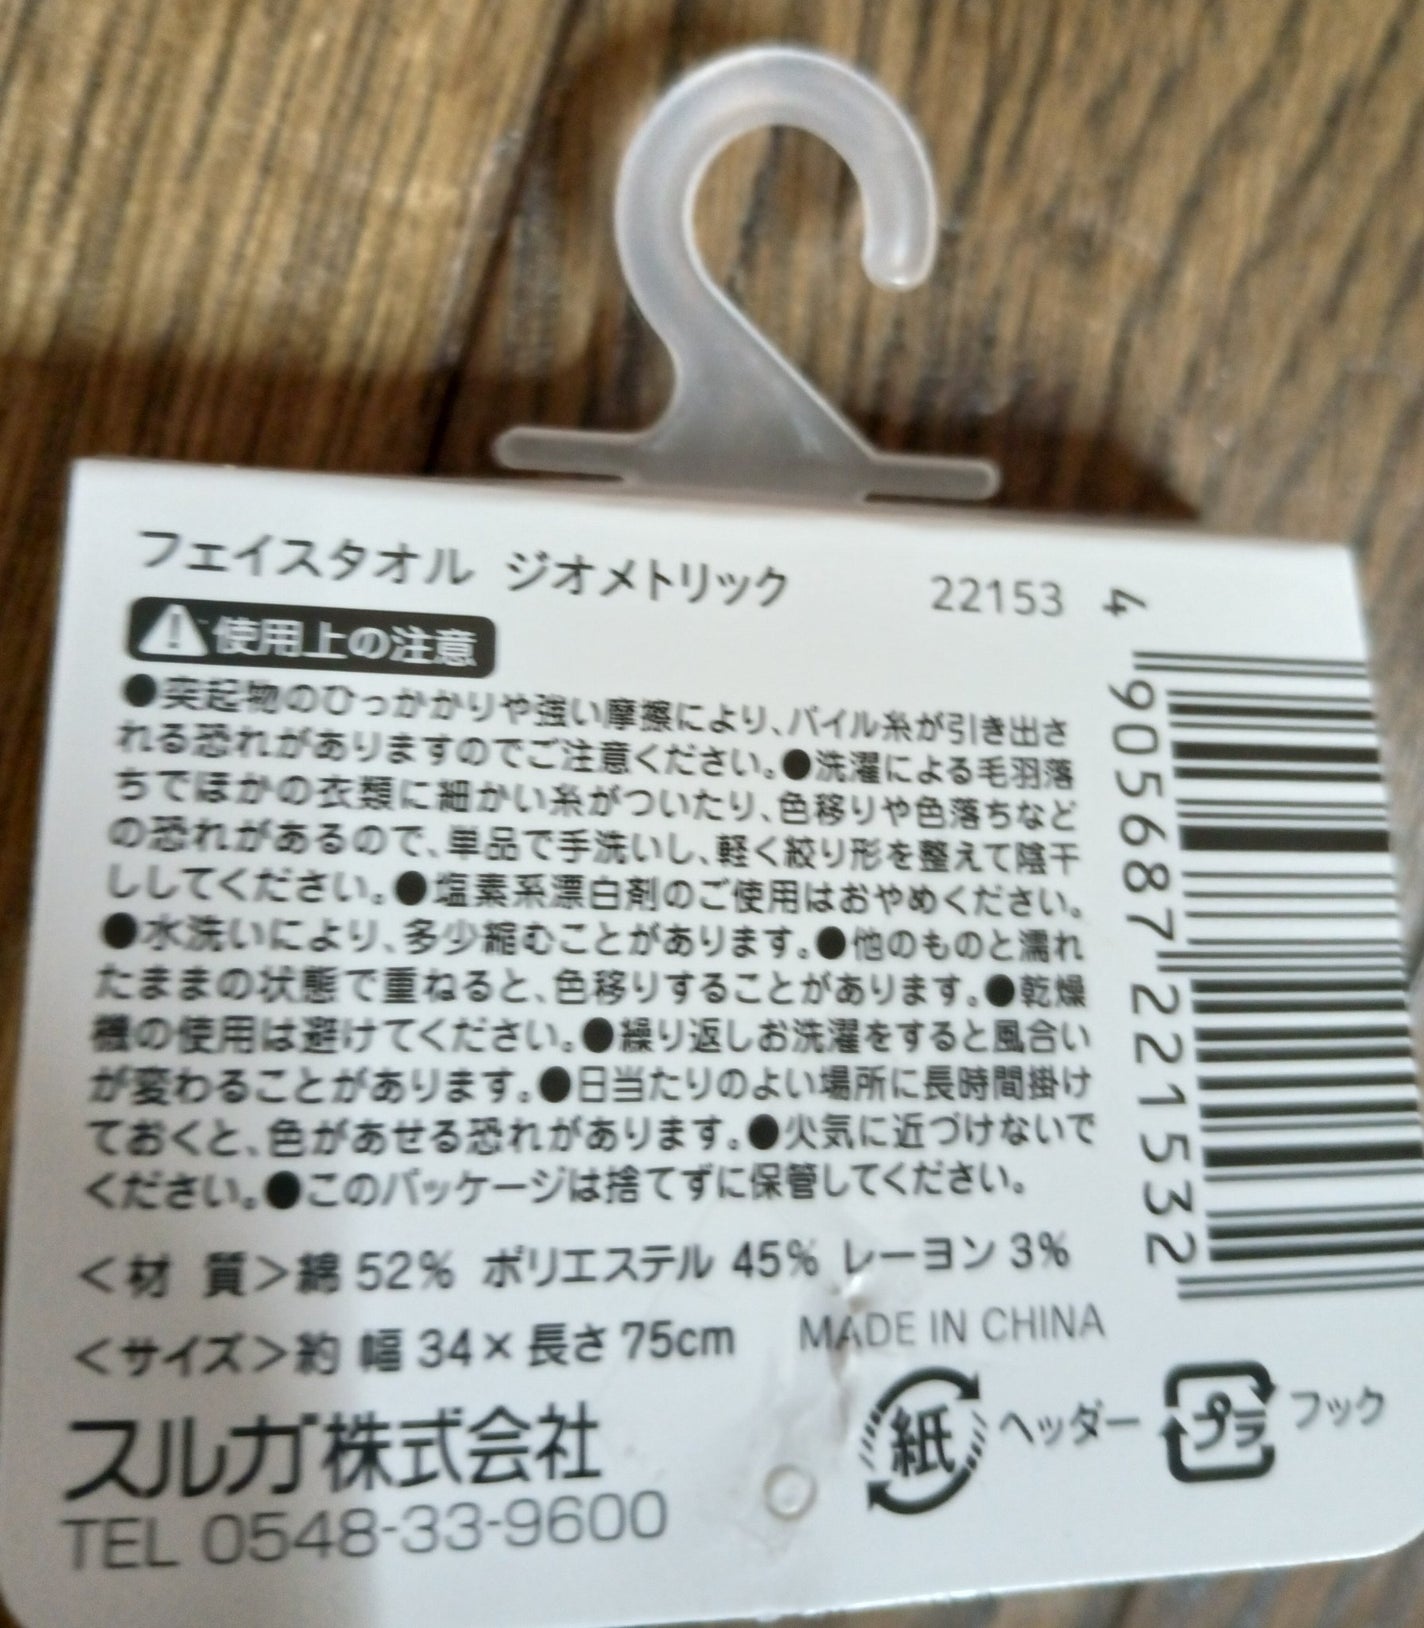 フェイスタオル ジオメトリック 22153
使用上の注意
●突起物のひっかかりや強い摩擦により、パイル糸が引き出さ
れる恐れがありますのでご注意ください。●洗濯による毛羽落
ちでほかの衣類に細かい糸がついたり、色移りや色落ちなど
の恐れがあるので、単品で手洗いし、軽く絞り形を整えて陰干
ししてください。●塩素系漂白剤のご使用はおやめください。
●水洗いにより、多少縮むことがあります。●他のものと濡れ
たままの状態で重ねると、色移りすることがあります。●乾燥
機の使用は避けてください。●繰り返しお洗濯をすると風合い
が変わることがあります。●日当たりのよい場所に長時間掛け
ておくと、色があせる恐れがあります。●火気に近づけないで
ください。●このパッケージは捨てずに保管してください。
<材 質>綿 52% ポリエステル 45% レーヨン 3%
<サイズ>約 幅 34×長さ 75cm MADE IN CHINA
スルガ株式会社
TEL 0548-33-9600
紙 ヘッダー プラ フック
4 905687 221532